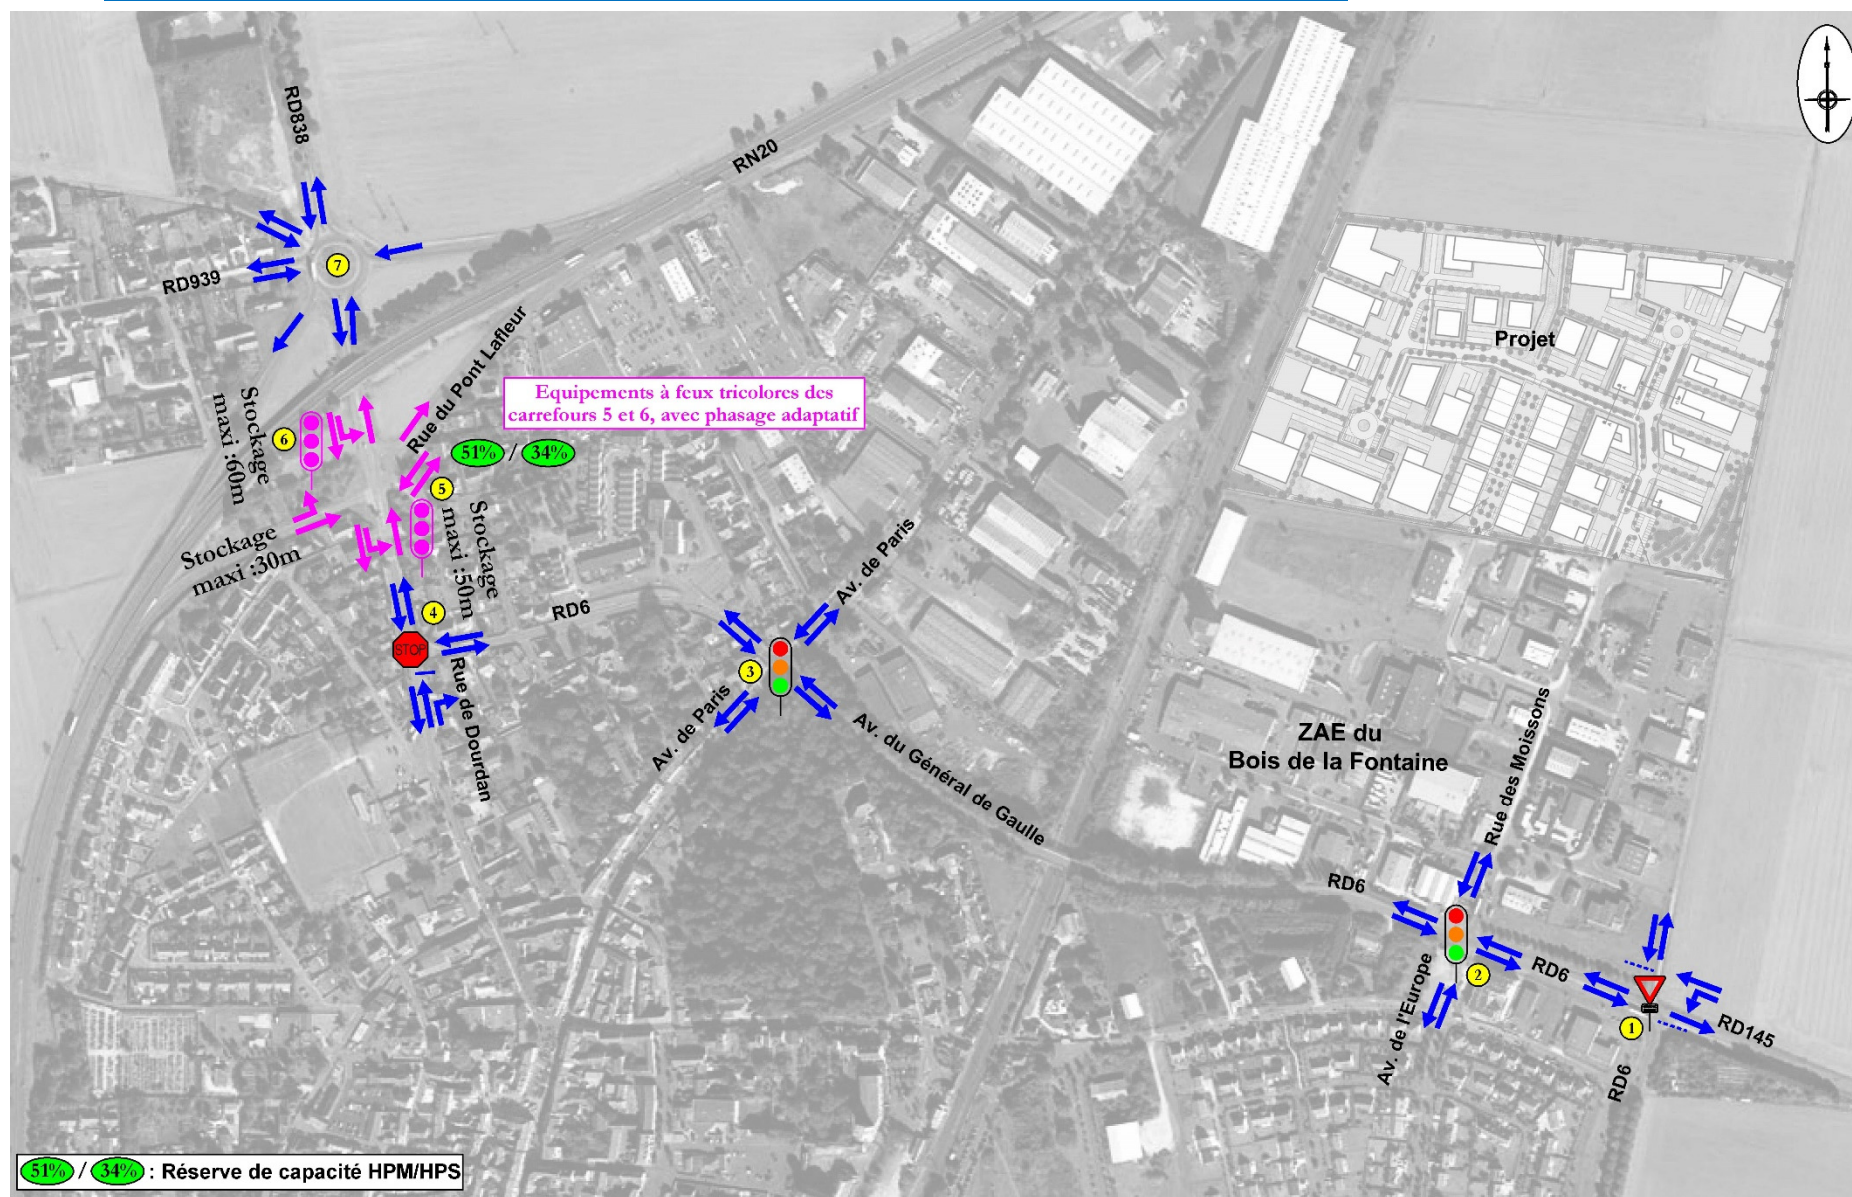 RD838
RN20
RD939
7
Rue du Pont Lafleur
Projet
Equipements à feux tricolores des
carrefours 5 et 6, avec phasage adaptatif
Stockage
maxi :60m
6
51% / 34%
5
Stockage
maxi :50m
Stockage
maxi :30m
Av. de Paris
RD6
4
STOP
3
Rue de Dourdan
Av. de Paris
Av. du Général de Gaulle
ZAE du
Bois de la Fontaine
Rue des Moissons
RD6
2
RD6
Av. de l'Europe
1
RD145
RD6
51% / 34% : Réserve de capacité HPM/HPS